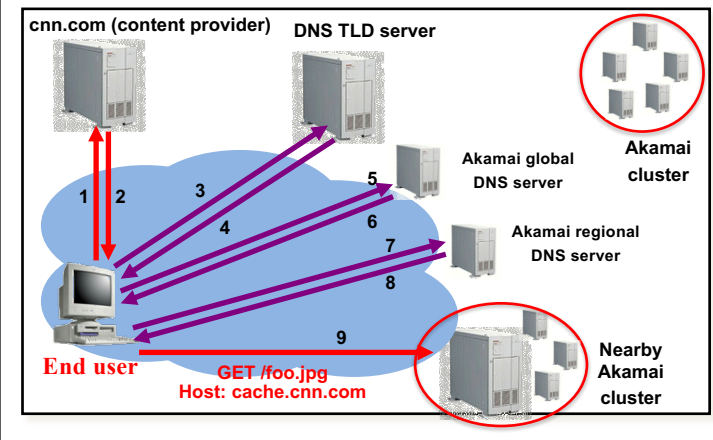 cnn.com (content provider)
DNS TLD server
Akamai
cluster
1
2
3
4
5
6
Akamai global
DNS server
7
8
Akamai regional
DNS server
9
End user
GET /foo.jpg
Host: cache.cnn.com
Nearby
Akamai
cluster